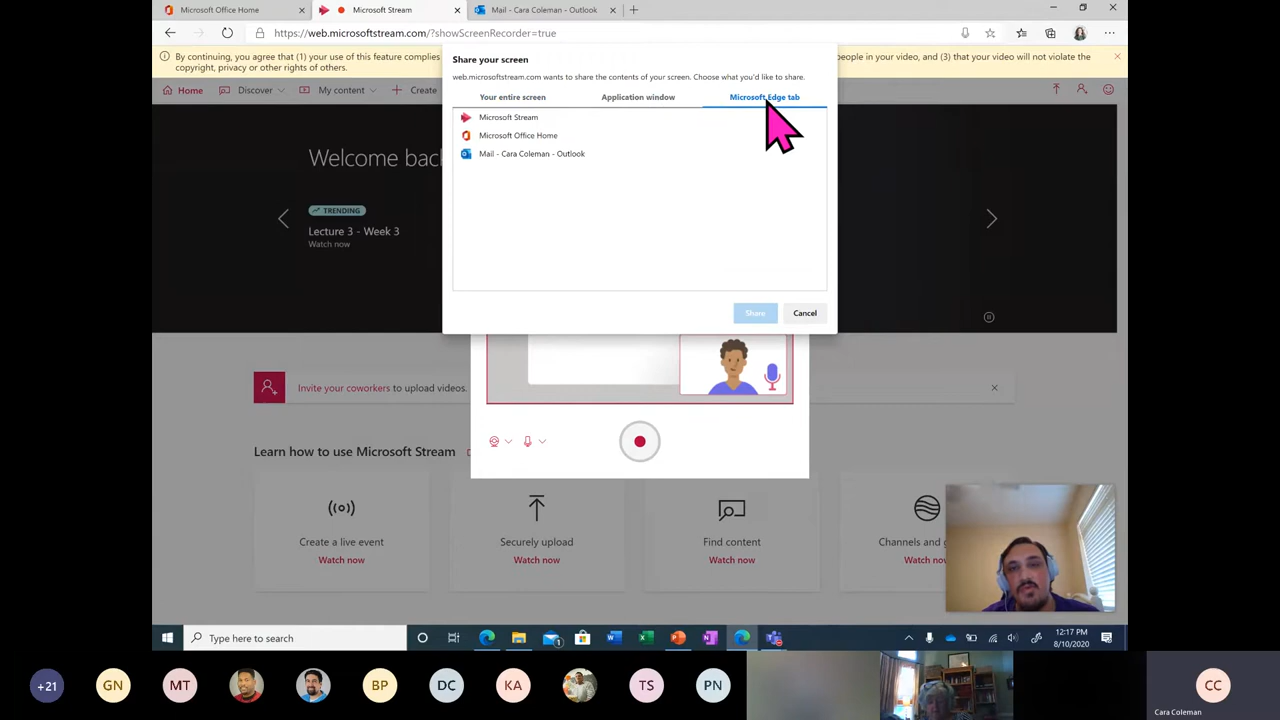 Microsoft Office Home
Microsoft Stream
Mail - Cara Coleman - Outlook
https://web.microsoftstream.com/?showScreenRecorder=true
By continuing, you agree that (1) your use of this feature complies
people in your video, and (3) that your video will not violate the
copyright, privacy or other rights of others.
Home
Discover
My content
Create
Share your screen
web.microsoftstream.com wants to share the contents of your screen. Choose what you'd like to share.
Your entire screen
Application window
Microsoft Edge tab
Microsoft Stream
Microsoft Office Home
Mail - Cara Coleman - Outlook
Share
Cancel
Welcome bac
TRENDING
Lecture 3 - Week 3
Watch now
Invite your coworkers to upload videos.
Learn how to use Microsoft Stream
Create a live event
Watch now
Securely upload
Watch now
Find content
Watch now
Channels and g
Watch now
Type here to search
1
12:17 PM
8/10/2020
+21
GN
MT
BP
DC
KA
TS
PN
CC
Cara Coleman